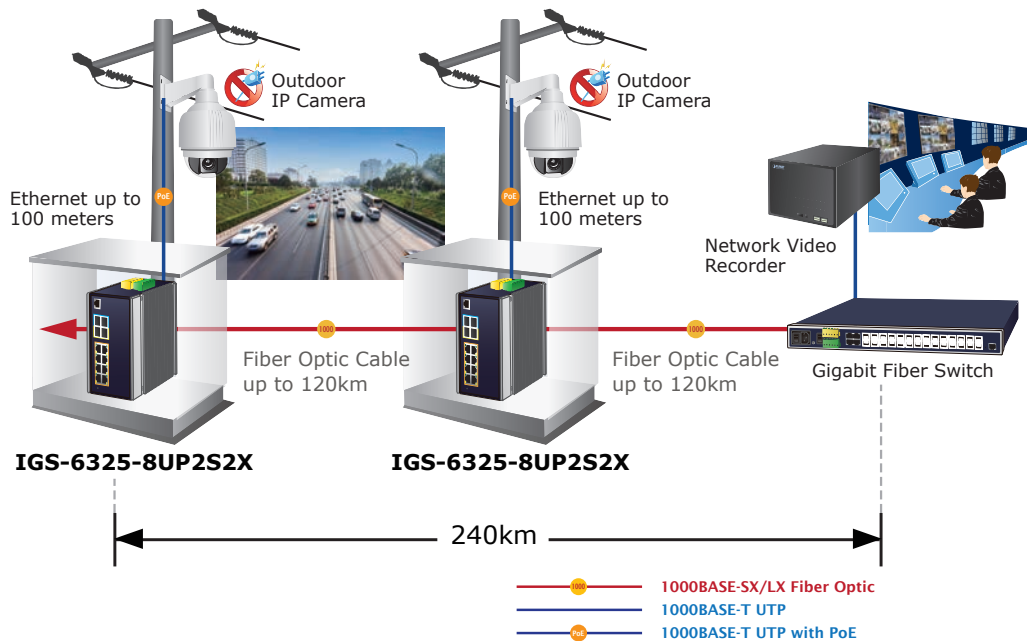 Outdoor
IP Camera
Outdoor
IP Camera
PoE
PoE
Ethernet up to
100 meters
Ethernet up to
100 meters
Network Video
Recorder
1000
1000
Fiber Optic Cable
up to 120km
Fiber Optic Cable
up to 120km
Gigabit Fiber Switch
IGS-6325-8UP2S2X
IGS-6325-8UP2S2X
240km
1000
1000BASE-SX/LX Fiber Optic
1000BASE-T UTP
PoE
1000BASE-T UTP with PoE